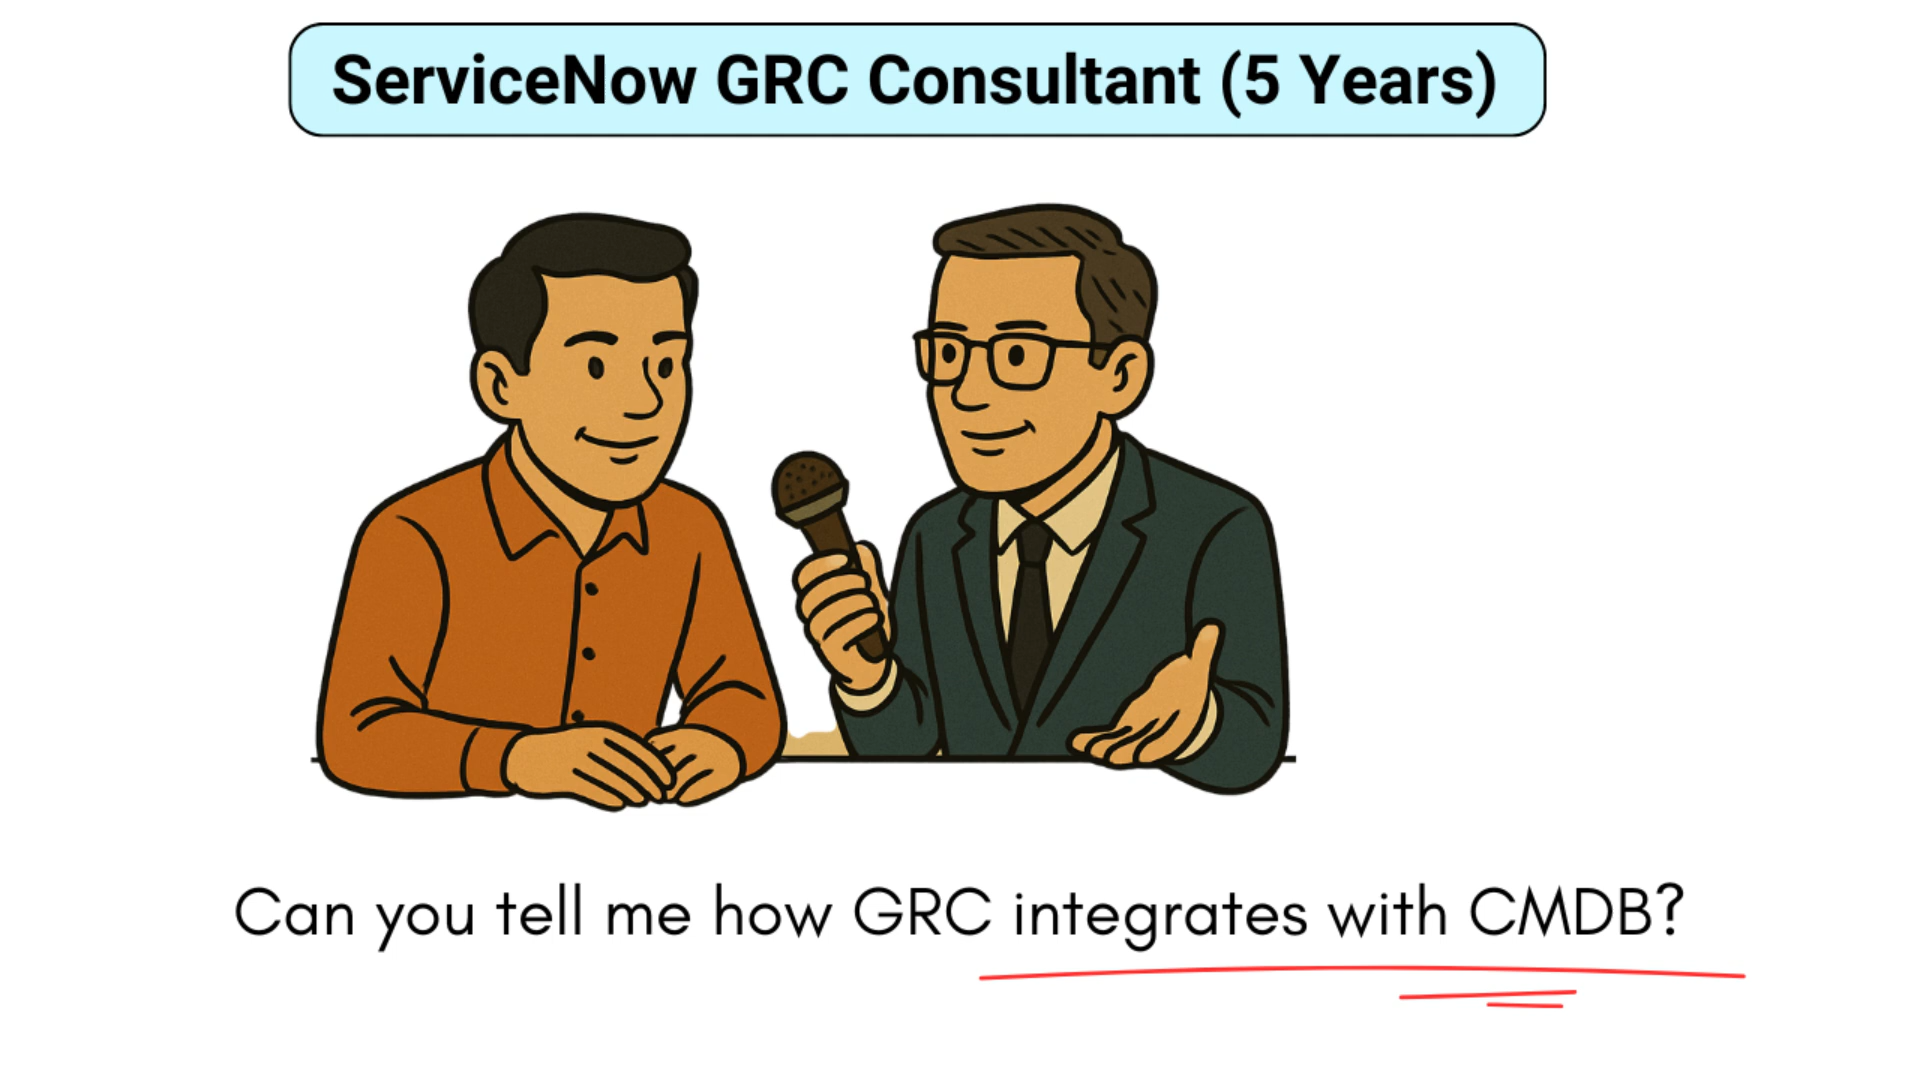 ServiceNow GRC Consultant (5 Years)
Can you tell me how GRC integrates with CMDB?